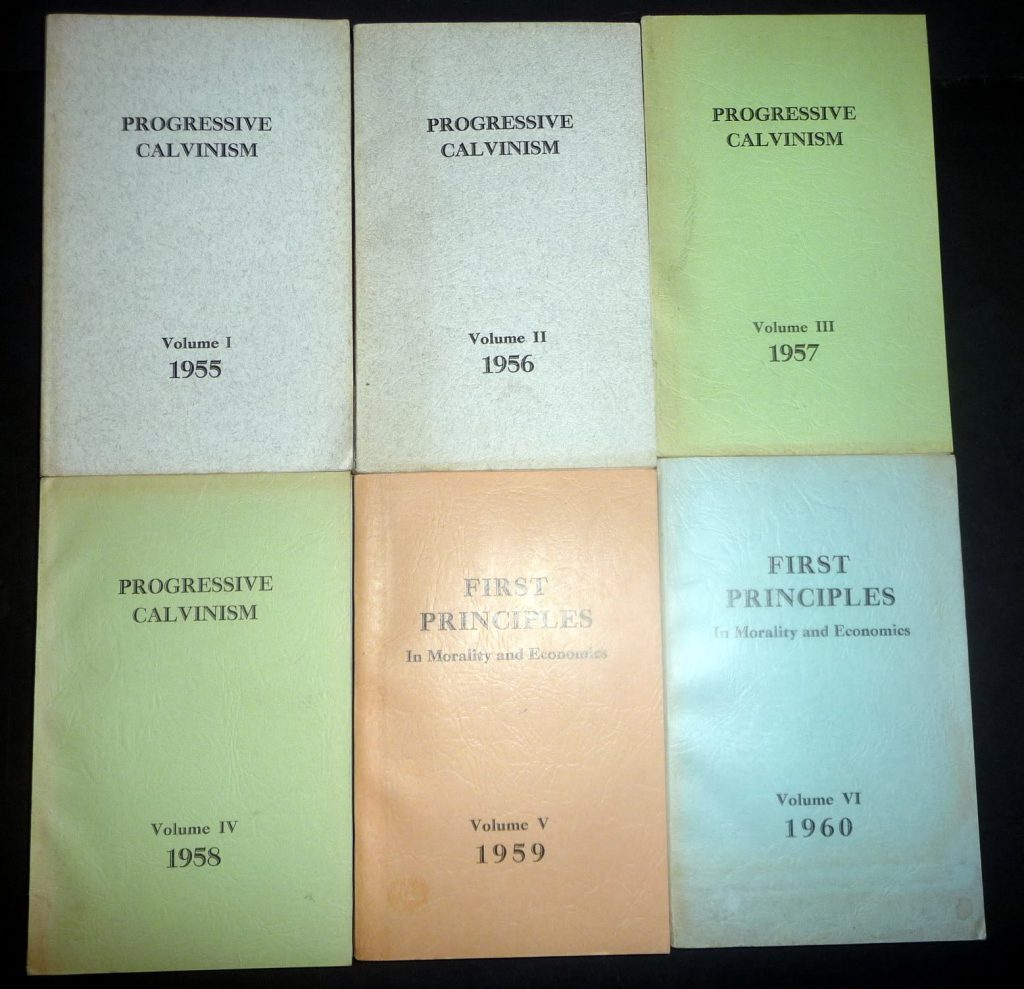 PROGRESSIVE
CALVINISM
Volume I
1955
PROGRESSIVE
CALVINISM
Volume II
1956
PROGRESSIVE
CALVINISM
Volume III
1957
PROGRESSIVE
CALVINISM
Volume IV
1958
FIRST
PRINCIPLES
In Morality and Economics
Volume V
1959
FIRST
PRINCIPLES
In Morality and Economics
Volume VI
1960